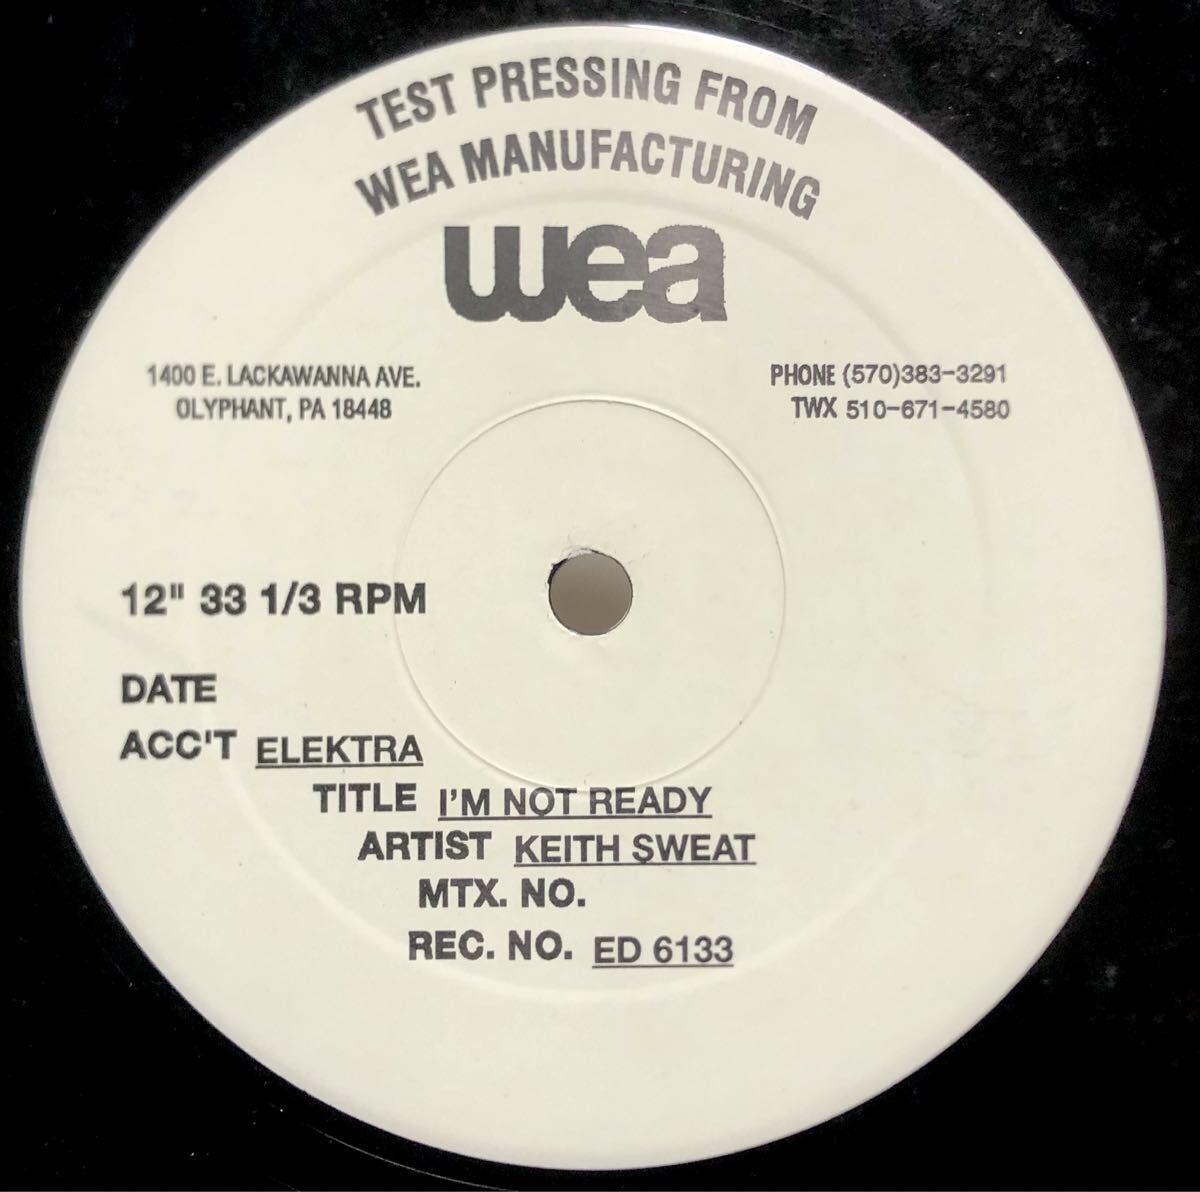 TEST PRESSING FROM
WEA MANUFACTURING
wea
1400 E. LACKAWANNA AVE.
OLYPHANT, PA 18448
PHONE (570)383-3291
TWX 510-671-4580
12" 33 1/3 RPM
DATE
ACC'T ELEKTRA
TITLE I'M NOT READY
ARTIST KEITH SWEAT
MTX. NO.
REC. NO. ED 6133